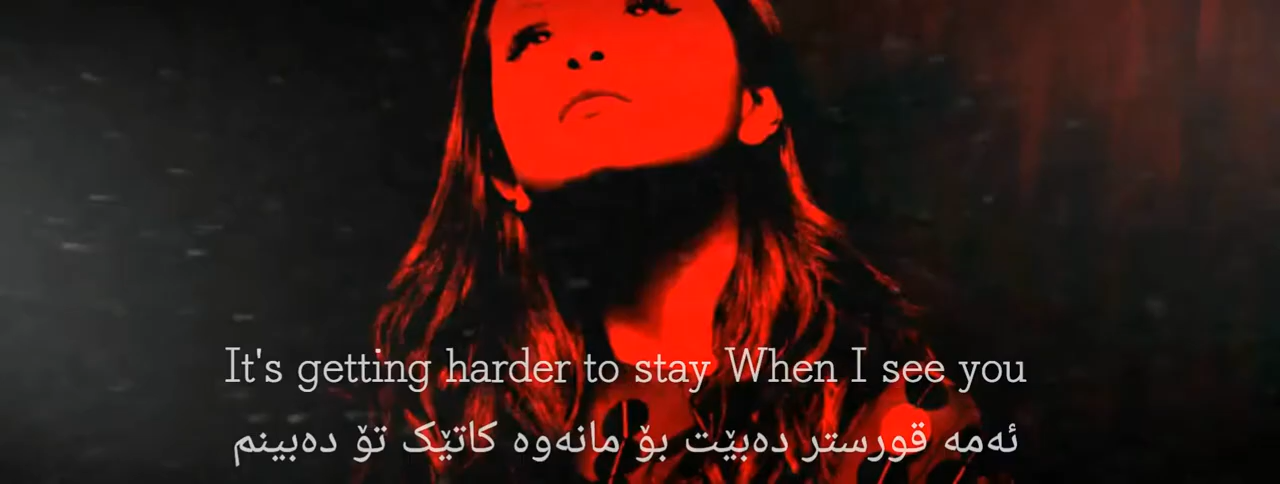 It's getting harder to stay When I see you
ئەمە قورستر دەبێت بۆ مانەوە کاتێک تۆ دەبینم